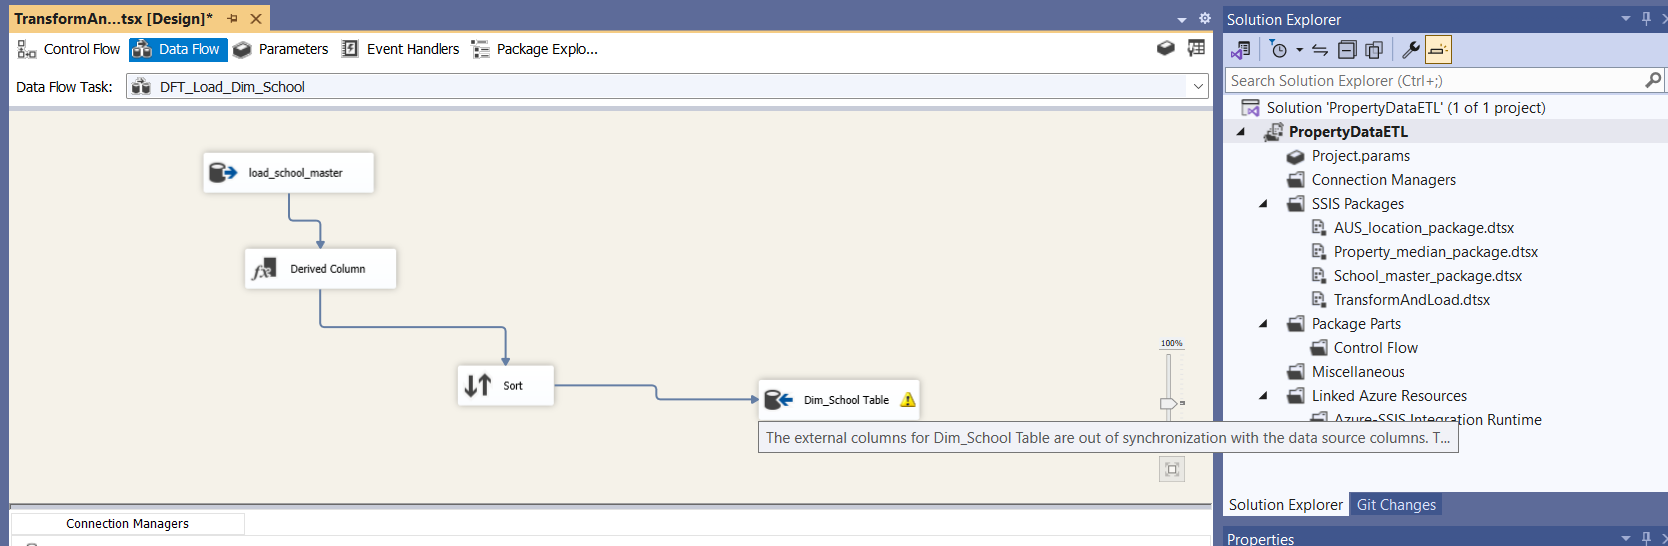 TransformAn...tsx [Design]*
Control Flow
Data Flow
Parameters
Event Handlers
Package Explo...
Data Flow Task:
DFT_Load_Dim_School
load_school_master
fx
Derived Column
Sort
Dim_School Table
The external columns for Dim_School Table are out of synchronization with the data source columns. T...
100%
Connection Managers
Solution Explorer
Search Solution Explorer (Ctrl+;)
Solution 'PropertyDataETL' (1 of 1 project)
PropertyDataETL
Project.params
Connection Managers
SSIS Packages
AUS_location_package.dtsx
Property_median_package.dtsx
School_master_package.dtsx
TransformAndLoad.dtsx
Package Parts
Control Flow
Miscellaneous
Linked Azure Resources
Azure-SSIS Integration Runtime
Solution Explorer
Git Changes
Properties